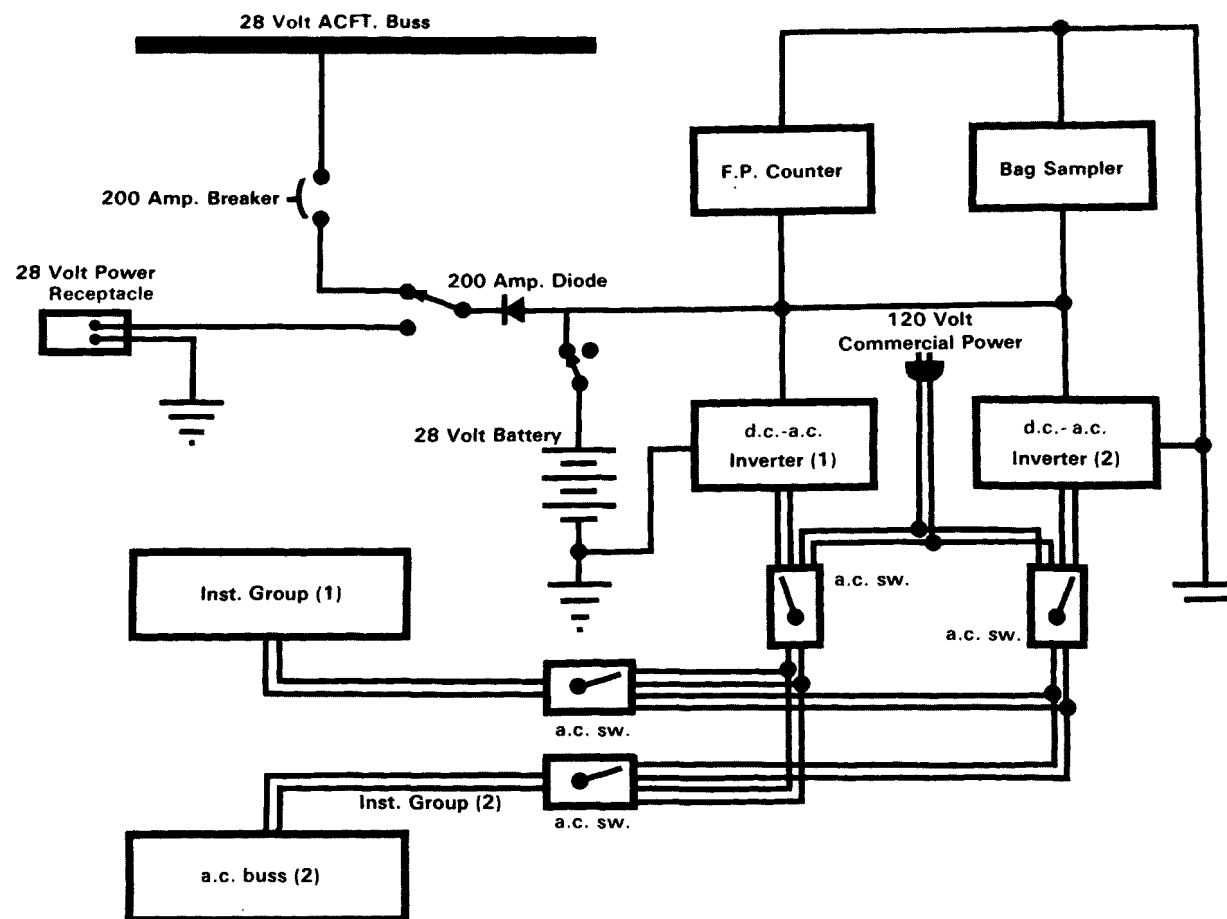 28 Volt ACFT. Buss
F.P. Counter
Bag Sampler
200 Amp. Breaker
28 Volt Power
Receptacle
200 Amp. Diode
120 Volt
Commercial Power
28 Volt Battery
d.c.-a.c.
Inverter (1)
d.c.-a.c.
Inverter (2)
Inst. Group (1)
a.c. sw.
a.c. sw.
a.c. sw.
Inst. Group (2)
a.c. sw.
a.c. buss (2)